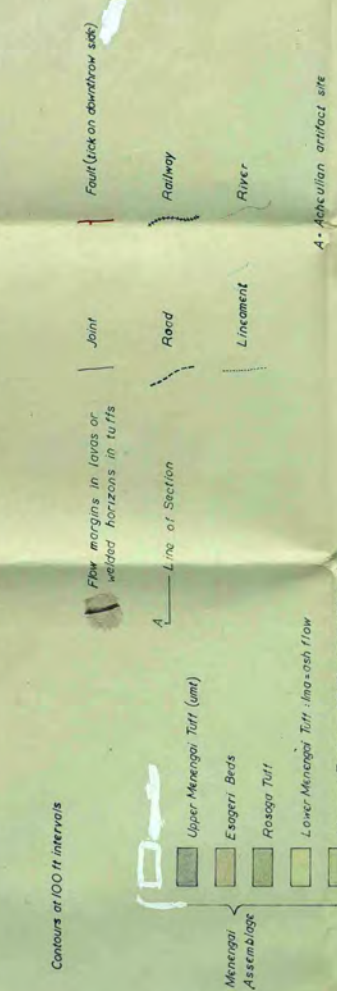 Contours at 100 ft intervals
Menengai
Assemblage
Upper Menengai Tuff (umt)
Esageri Beds
Rosoga Tuff
Lower Menengai Tuff : lma = ash flow
Flow margins in lavas or
welded horizons in tuffs
Joint
Fault (tick on downthrow side)
A
Line of Section
Road
Railway
Lineament
River
A = Acheulian artifact site